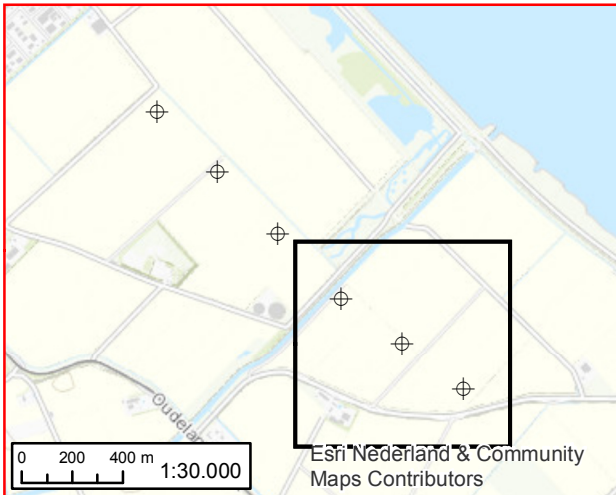 Oudelan
0 200 400 m
1:30.000
Esri Nederland & Community
Maps Contributors